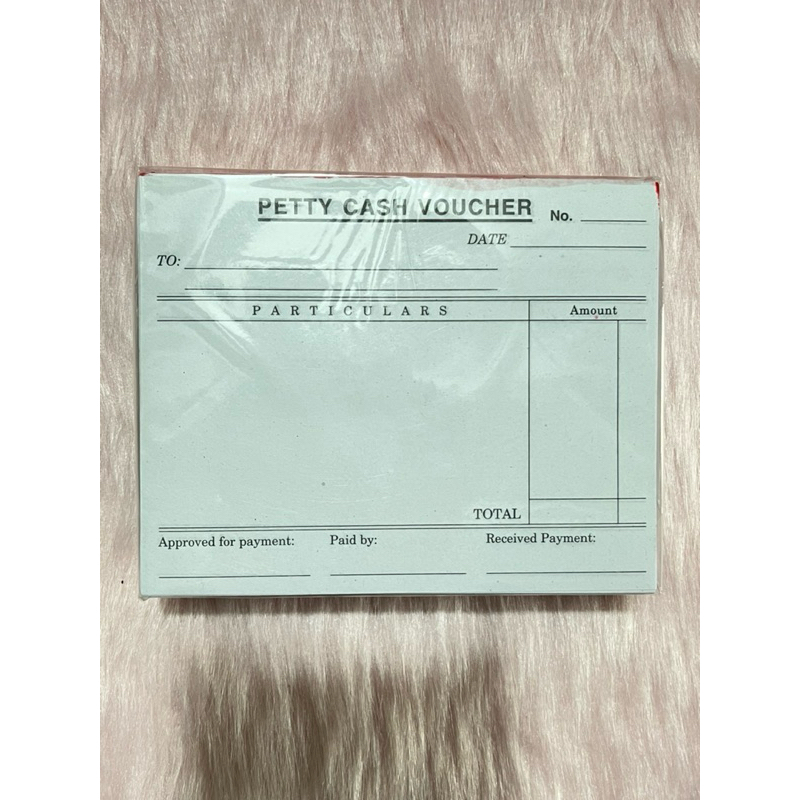 PETTY CASH VOUCHER No.
DATE
TO:
PARTICULARS Amount
TOTAL
Approved for payment: Paid by: Received Payment: